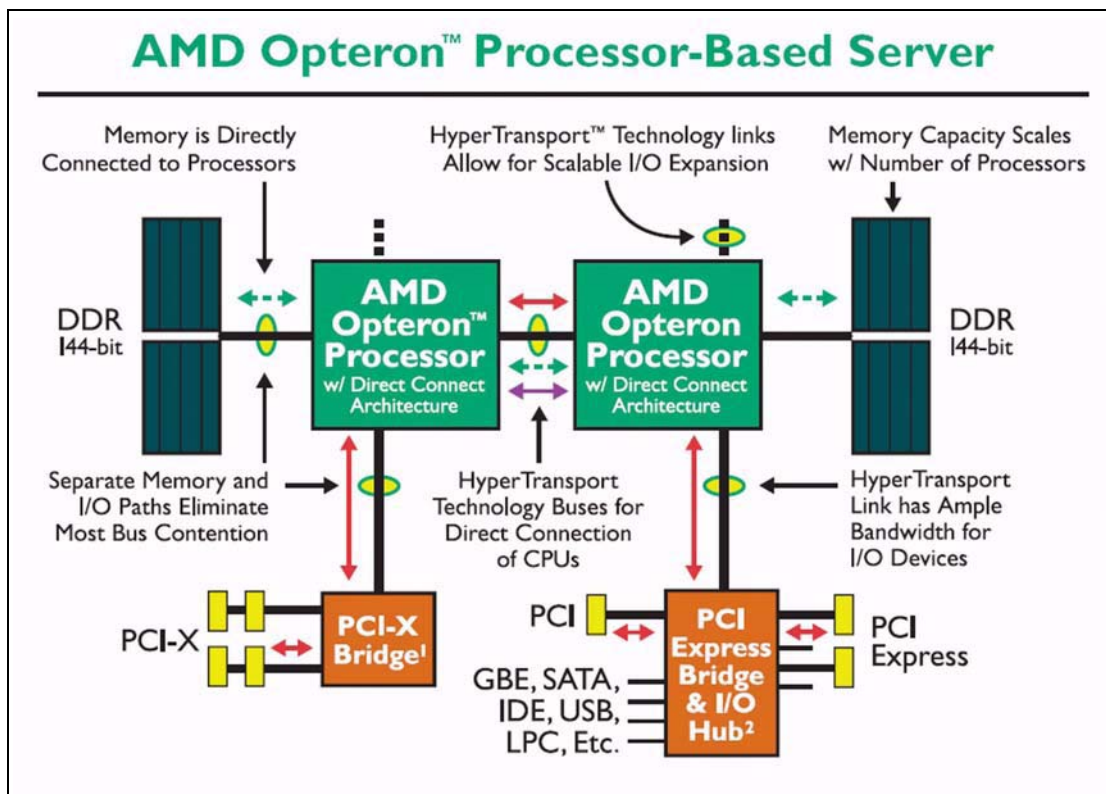 AMD Opteron™ Processor-Based Server
Memory is Directly
Connected to Processors
HyperTransport™ Technology links
Allow for Scalable I/O Expansion
Memory Capacity Scales
w/ Number of Processors
DDR
144-bit
AMD
Opteron™
Processor
w/ Direct Connect
Architecture
AMD
Opteron
Processor
w/ Direct Connect
Architecture
DDR
144-bit
Separate Memory and
I/O Paths Eliminate
Most Bus Contention
HyperTransport
Technology Buses for
Direct Connection
of CPUs
HyperTransport
Link has Ample
Bandwidth for
I/O Devices
PCI-X
PCI-X
Bridge¹
PCI
PCI
Express
Bridge
& I/O
Hub²
PCI
Express
GBE, SATA,
IDE, USB,
LPC, Etc.